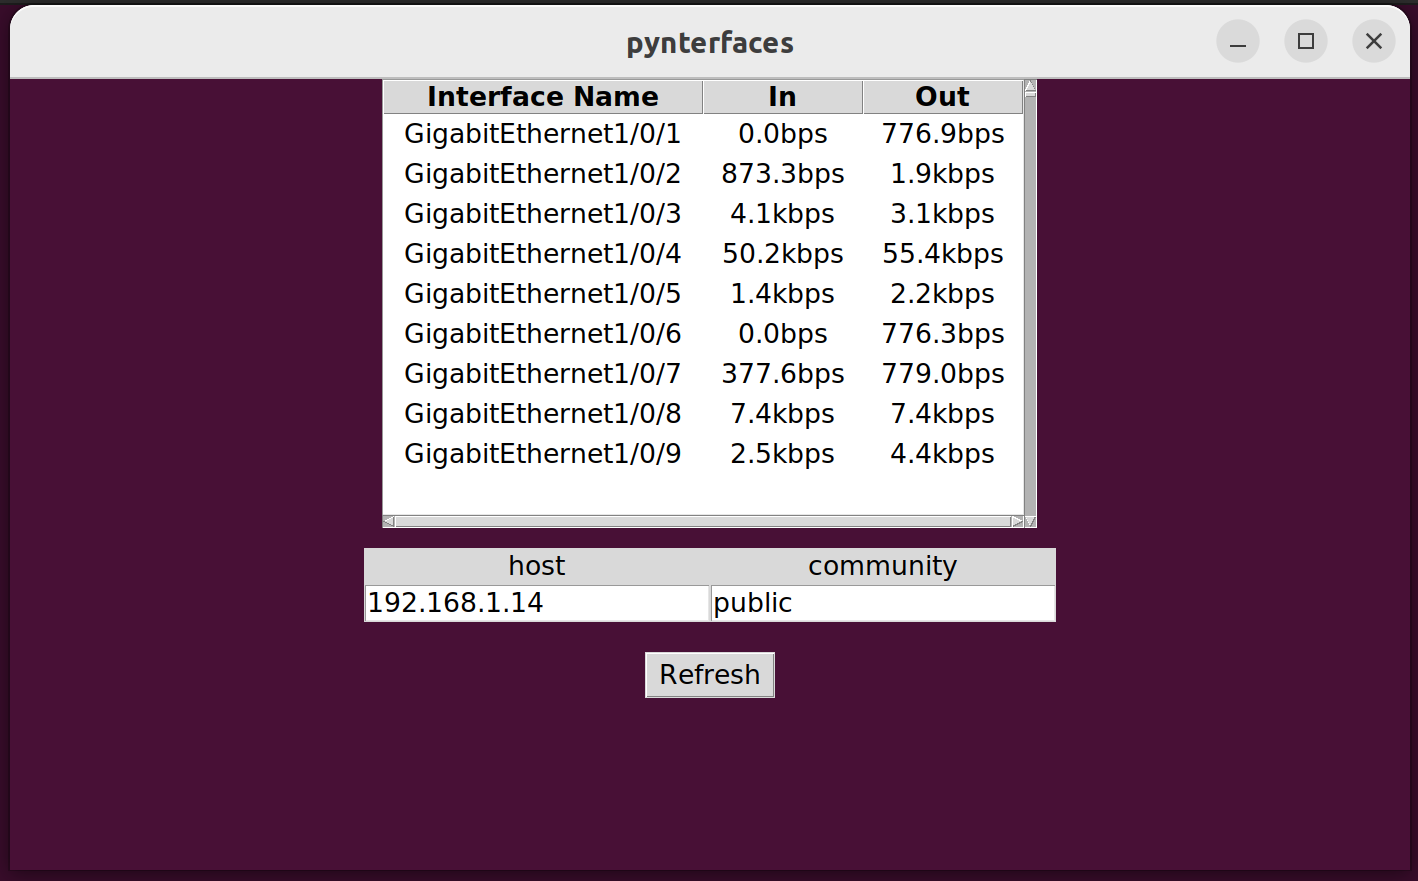 pynterfaces
Interface Name In Out
GigabitEthernet1/0/1 0.0bps 776.9bps
GigabitEthernet1/0/2 873.3bps 1.9kbps
GigabitEthernet1/0/3 4.1kbps 3.1kbps
GigabitEthernet1/0/4 50.2kbps 55.4kbps
GigabitEthernet1/0/5 1.4kbps 2.2kbps
GigabitEthernet1/0/6 0.0bps 776.3bps
GigabitEthernet1/0/7 377.6bps 779.0bps
GigabitEthernet1/0/8 7.4kbps 7.4kbps
GigabitEthernet1/0/9 2.5kbps 4.4kbps
host community
192.168.1.14 public
Refresh